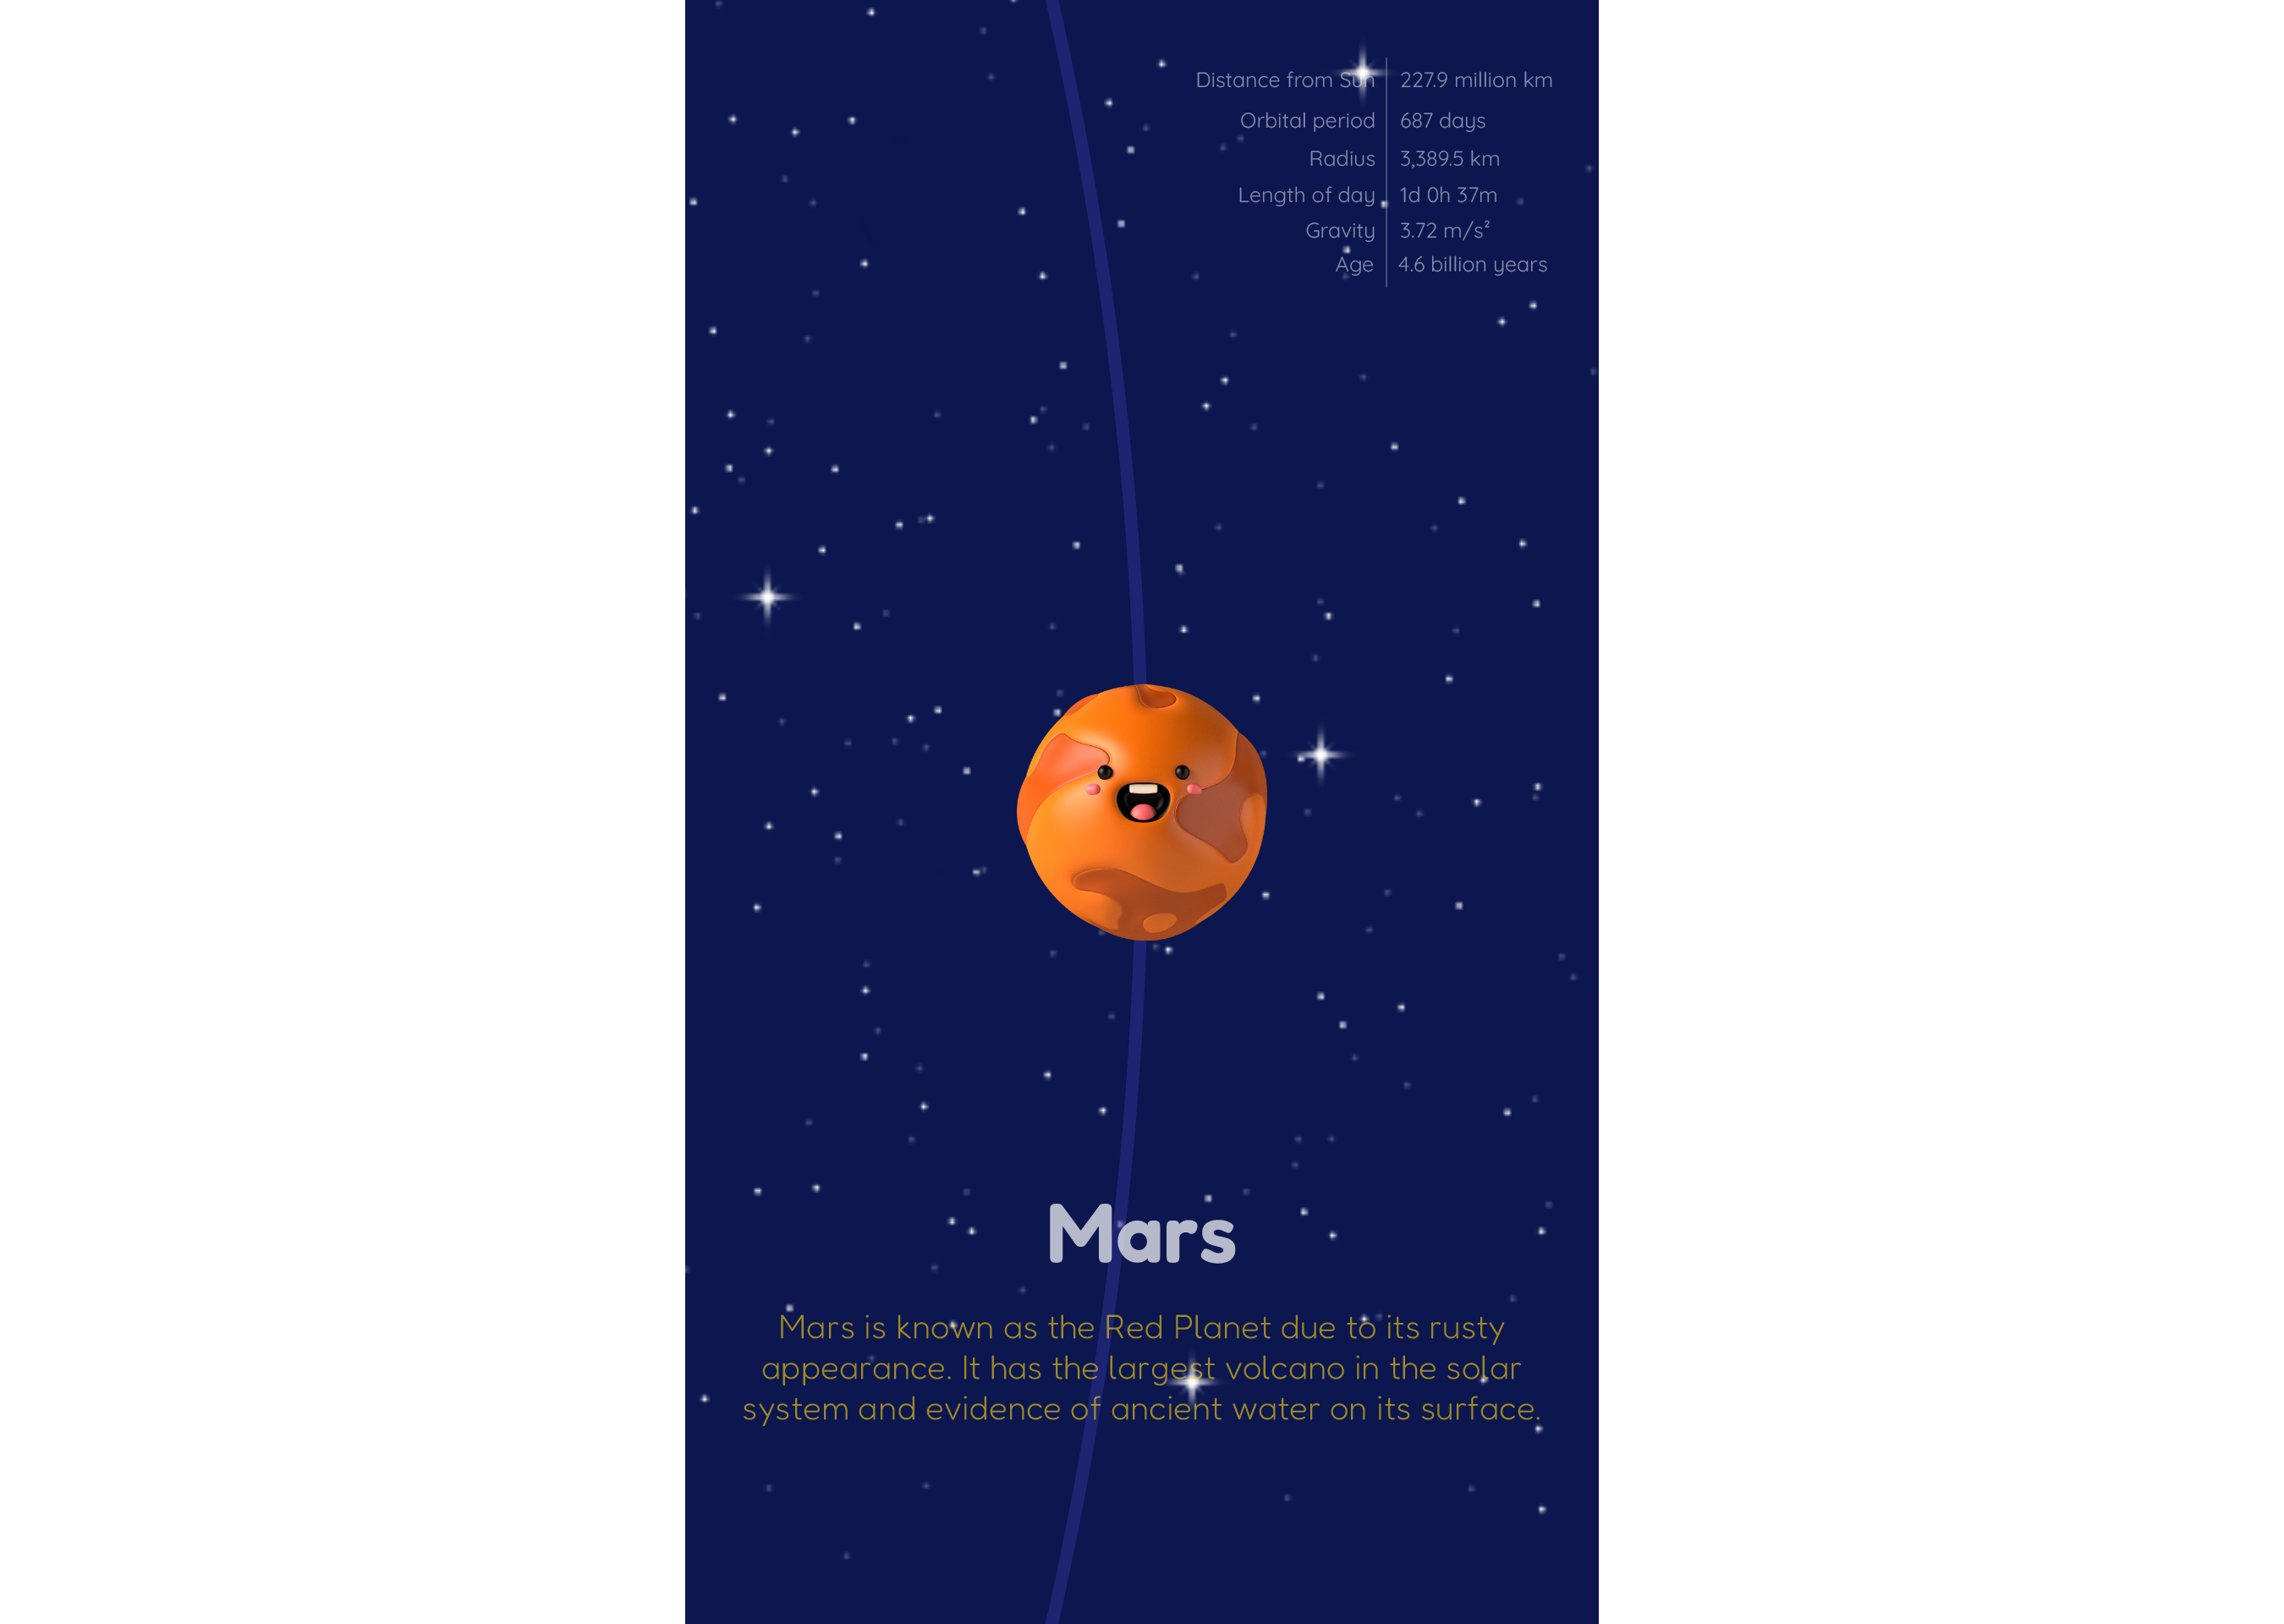 Distance from Sun 227.9 million km
Orbital period 687 days
Radius 3,389.5 km
Length of day 1d 0h 37m
Gravity 3.72 m/s²
Age 4.6 billion years
Mars
Mars is known as the Red Planet due to its rusty
appearance. It has the largest volcano in the solar
system and evidence of ancient water on its surface.